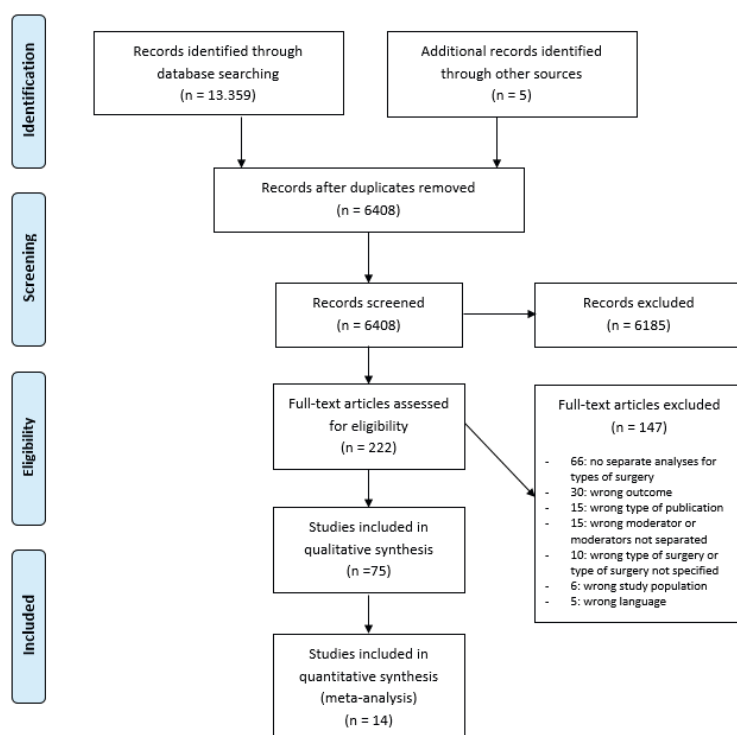 Identification
Records identified through
database searching
(n = 13.359)
Additional records identified
through other sources
(n = 5)
Records after duplicates removed
(n = 6408)
Screening
Records screened
(n = 6408)
Records excluded
(n = 6185)
Eligibility
Full-text articles assessed
for eligibility
(n = 222)
Full-text articles excluded
(n = 147)
- 66: no separate analyses for
types of surgery
- 30: wrong outcome
- 15: wrong type of publication
- 15: wrong moderator or
moderators not separated
- 10: wrong type of surgery or
type of surgery not specified
- 6: wrong study population
- 5: wrong language
Studies included in
qualitative synthesis
(n =75)
Included
Studies included in
quantitative synthesis
(meta-analysis)
(n = 14)